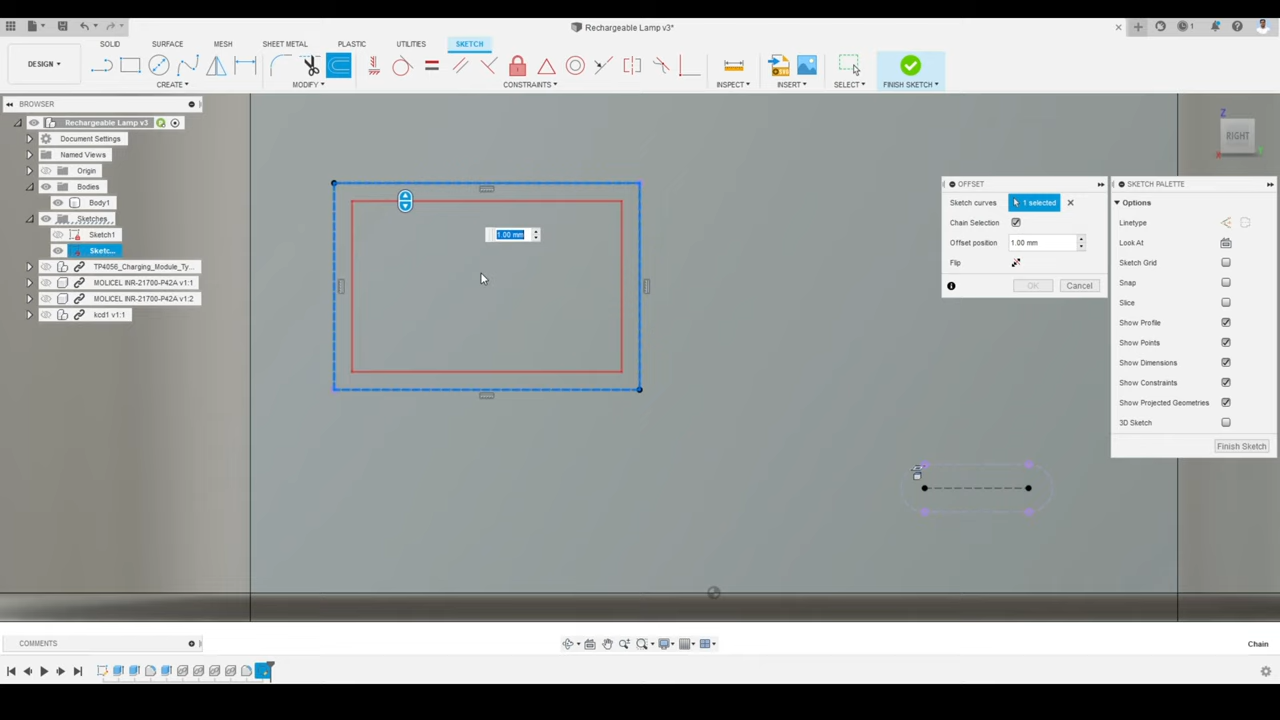 Rechargeable Lamp v3*
1
DESIGN
SOLID
SURFACE
MESH
SHEET METAL
PLASTIC
UTILITIES
SKETCH
CREATE
MODIFY
CONSTRAINTS
INSPECT
INSERT
SELECT
FINISH SKETCH
BROWSER
Rechargeable Lamp v3
Document Settings
Named Views
Origin
Bodies
Body1
Sketches
Sketch1
Sketc...
TP4056_Charging_Module_Ty...
MOLICEL INR-21700-P42A v1:1
MOLICEL INR-21700-P42A v1:2
kcd1 v1:1
1.00 mm
Z
RIGHT
X
Y
OFFSET
Sketch curves
1 selected
Chain Selection
Offset position
1.00 mm
Flip
OK
Cancel
SKETCH PALETTE
Options
Linetype
Look At
Sketch Grid
Snap
Slice
Show Profile
Show Points
Show Dimensions
Show Constraints
Show Projected Geometries
3D Sketch
Finish Sketch
COMMENTS
Chain